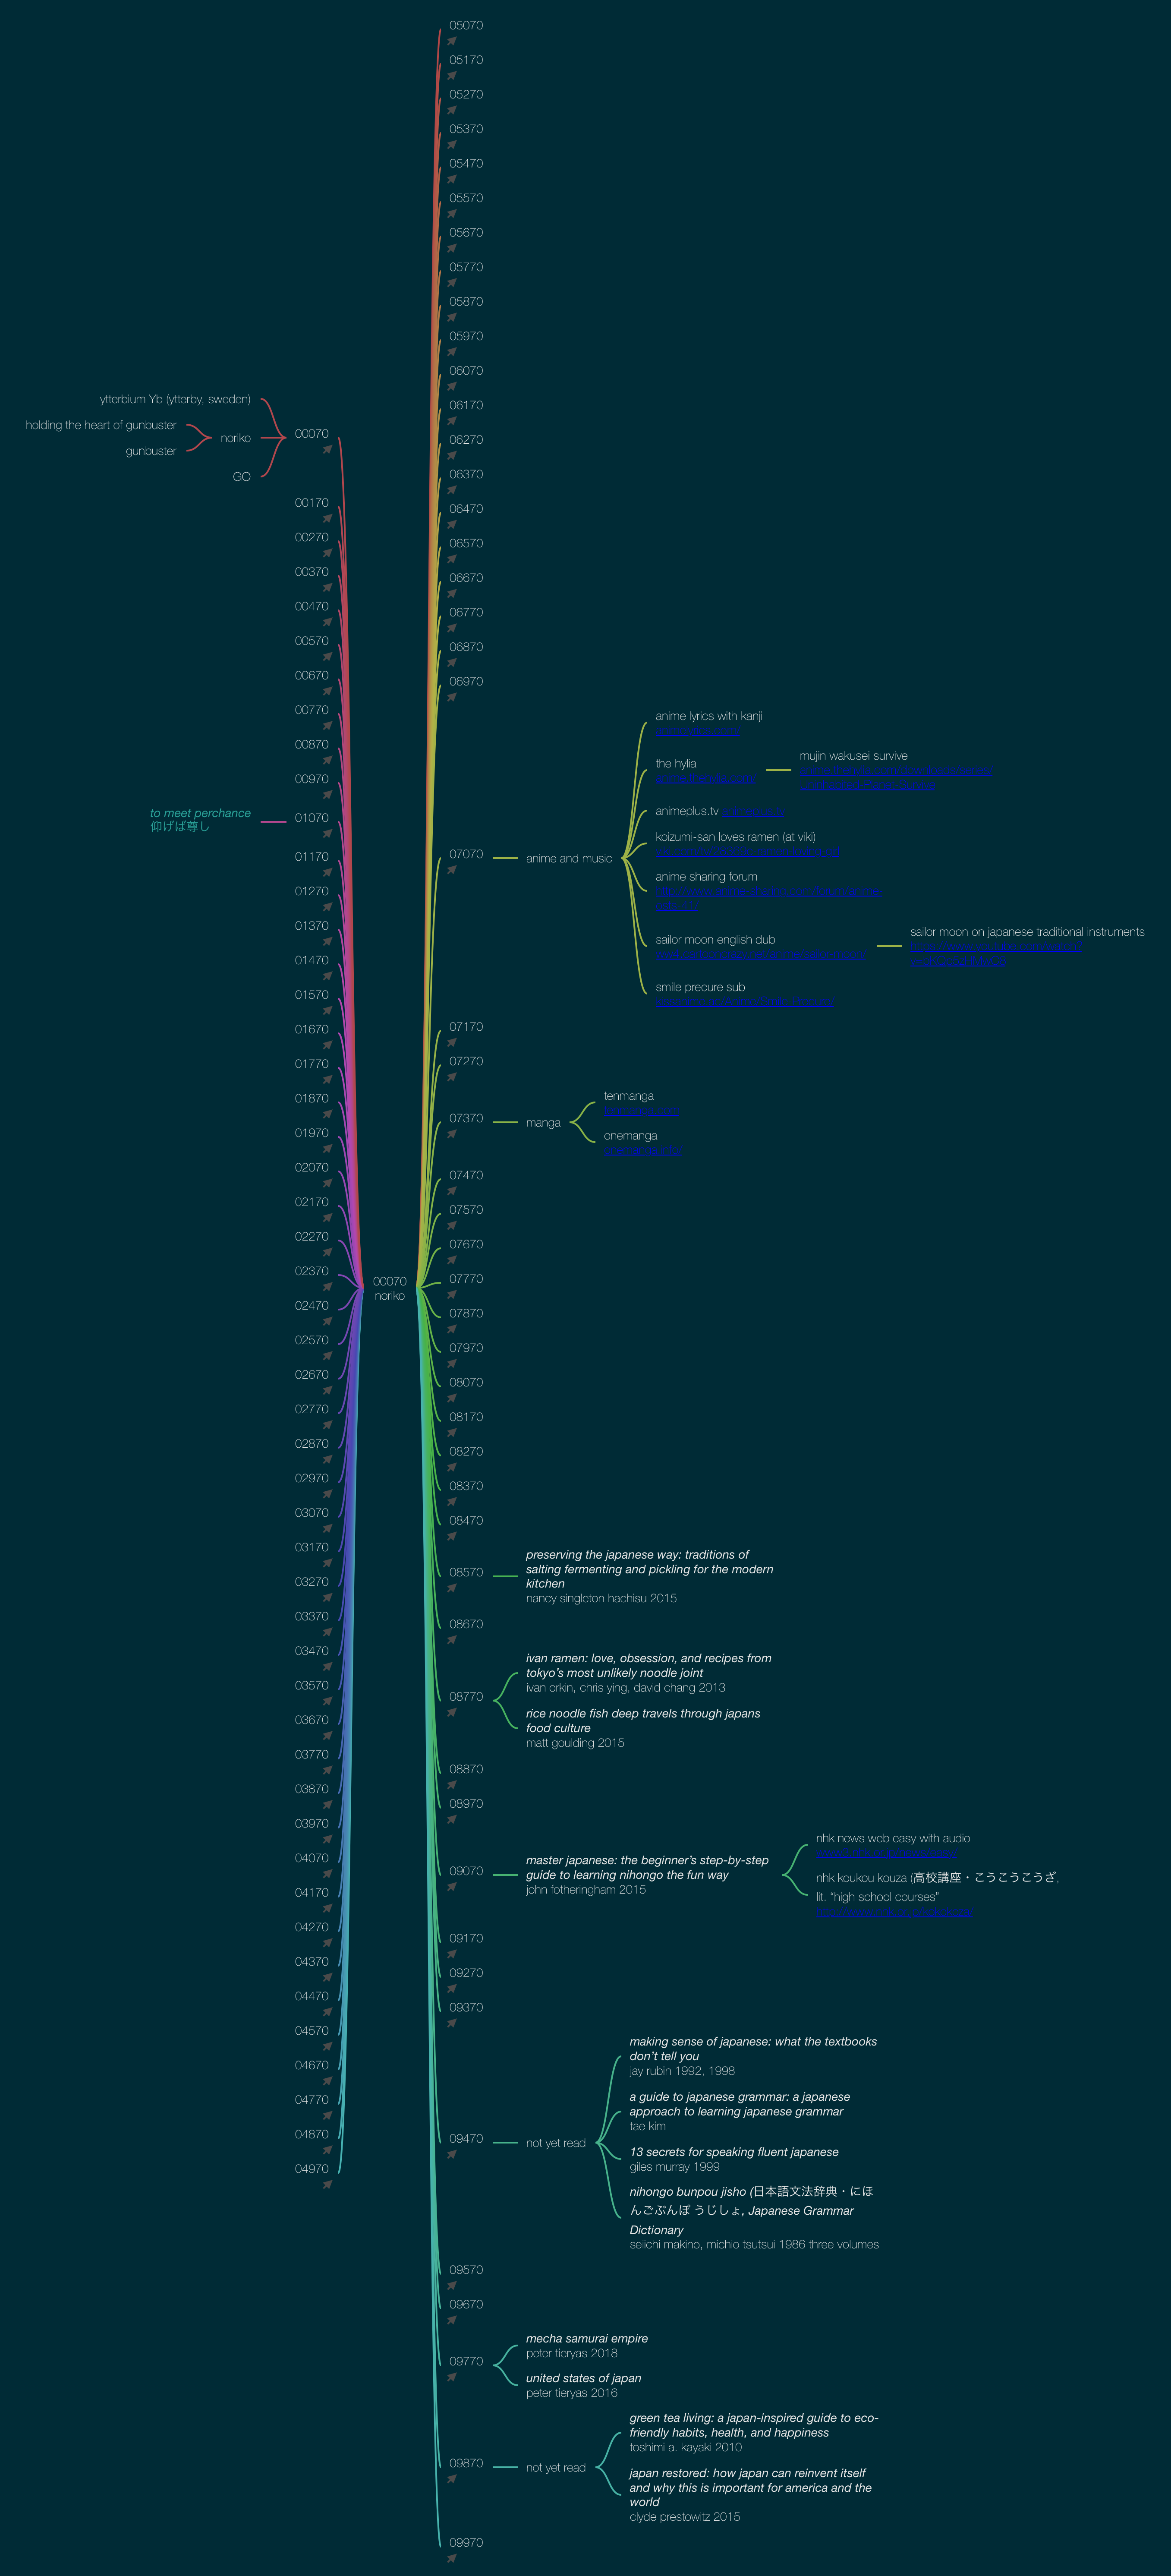 00070
noriko
00070
ytterbium Yb (ytterby, sweden)
noriko
holding the heart of gunbuster
gunbuster
GO
00170
00270
00370
00470
00570
00670
00770
00870
00970
01070
to meet perchance
仰げば尊し
01170
01270
01370
01470
01570
01670
01770
01870
01970
02070
02170
02270
02370
02470
02570
02670
02770
02870
02970
03070
03170
03270
03370
03470
03570
03670
03770
03870
03970
04070
04170
04270
04370
04470
04570
04670
04770
04870
04970
05070
05170
05270
05370
05470
05570
05670
05770
05870
05970
06070
06170
06270
06370
06470
06570
06670
06770
06870
06970
07070
anime and music
anime lyrics with kanji
the hylia
mujin wakusei survive
animeplus.tv
koizumi-san loves ramen (at viki)
anime sharing forum
sailor moon english dub
sailor moon on japanese traditional instruments
smile precure sub
07170
07270
07370
manga
tenmanga
onemanga
07470
07570
07670
07770
07870
07970
08070
08170
08270
08370
08470
08570
preserving the japanese way: traditions of
salting fermenting and pickling for the modern
kitchen
nancy singleton hachisu 2015
08670
08770
ivan ramen: love, obsession, and recipes from
tokyo's most unlikely noodle joint
ivan orkin, chris ying, david chang 2013
rice noodle fish deep travels through japans
food culture
matt goulding 2015
08870
08970
09070
master japanese: the beginner's step-by-step
guide to learning nihongo the fun way
john fotheringham 2015
nhk news web easy with audio
nhk koukou kouza (高校講座・こうこうこうざ,
lit. "high school courses"
09170
09270
09370
09470
not yet read
making sense of japanese: what the textbooks
don't tell you
jay rubin 1992, 1998
a guide to japanese grammar: a japanese
approach to learning japanese grammar
tae kim
13 secrets for speaking fluent japanese
giles murray 1999
nihongo bunpou jisho (日本語文法辞典・にほ
んごぶんぽ うじしょ, Japanese Grammar
Dictionary
seiichi makino, michio tsutsui 1986 three volumes
09570
09670
09770
mecha samurai empire
peter tieryas 2018
united states of japan
peter tieryas 2016
09870
not yet read
green tea living: a japan-inspired guide to eco-
friendly habits, health, and happiness
toshimi a. kayaki 2010
japan restored: how japan can reinvent itself
and why this is important for america and the
world
clyde prestowitz 2015
09970